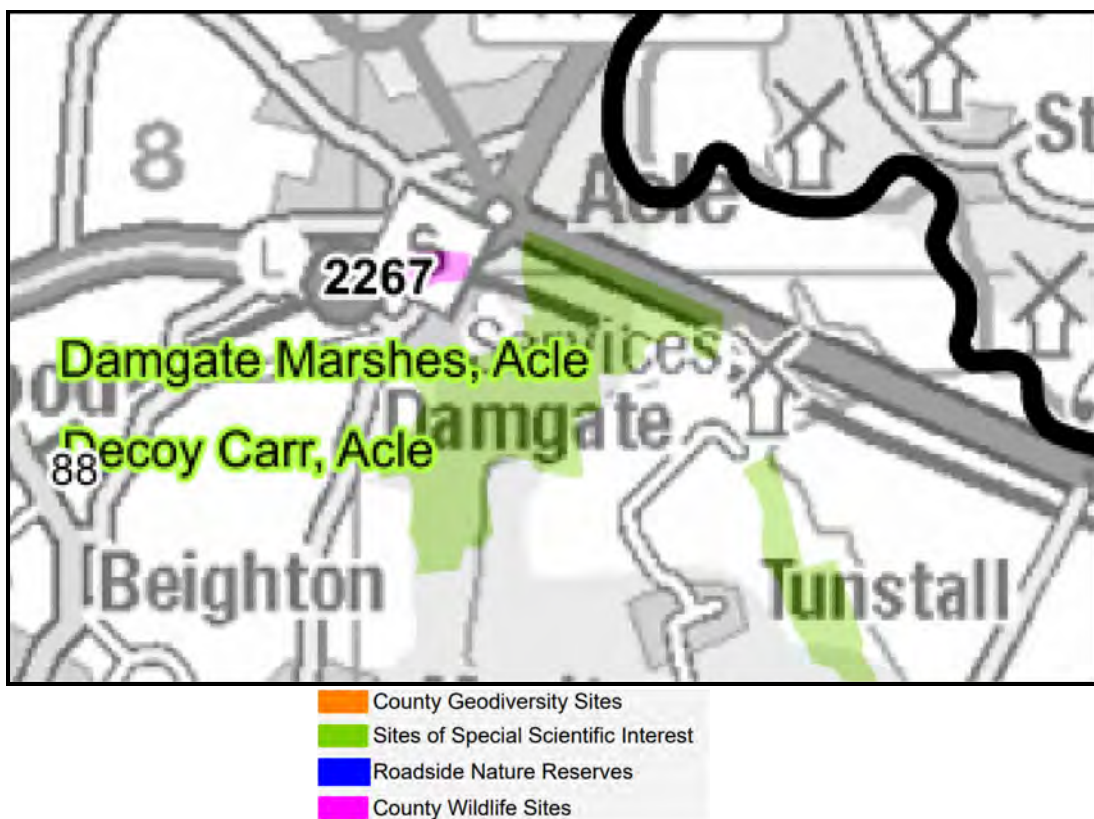 Acle
St
8
S
L
2267
Services
Damgate Marshes, Acle
Damgate
Decoy Carr, Acle
88
Beighton
Tunstall
County Geodiversity Sites
Sites of Special Scientific Interest
Roadside Nature Reserves
County Wildlife Sites